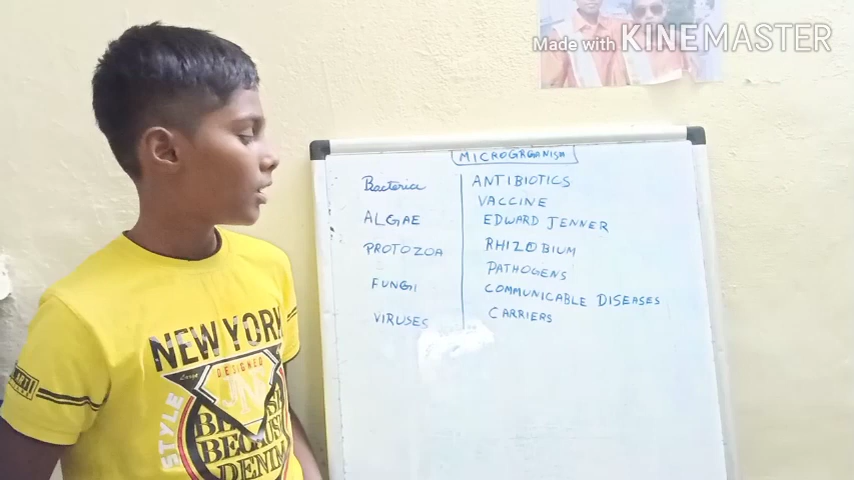 Made with KINEMASTER
MICROGRGANISM
Bacteria
ALGAE
PROTOZOA
FUNGI
VIRUSES
ANTIBIOTICS
VACCINE
EDWARD JENNER
RHIZOBIUM
PATHOGENS
COMMUNICABLE DISEASES
CARRIERS
NEW YORK
DESIGNED
STYLE
BECAUSE
DENIM